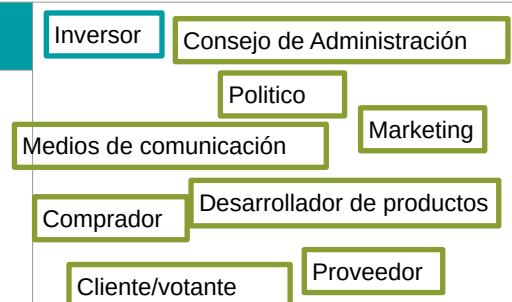 Inversor
Consejo de Administración
Politico
Marketing
Medios de comunicación
Desarrollador de productos
Comprador
Proveedor
Cliente/votante